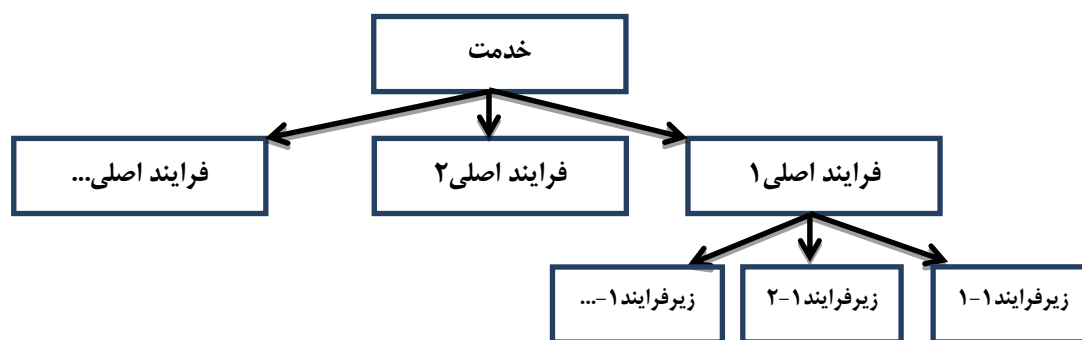 خدمت
فرایند اصلی۱
فرایند اصلی۲
فرایند اصلی...
زیرفرایند۱-۱
زیرفرایند۱-۲
زیرفرایند۱-...